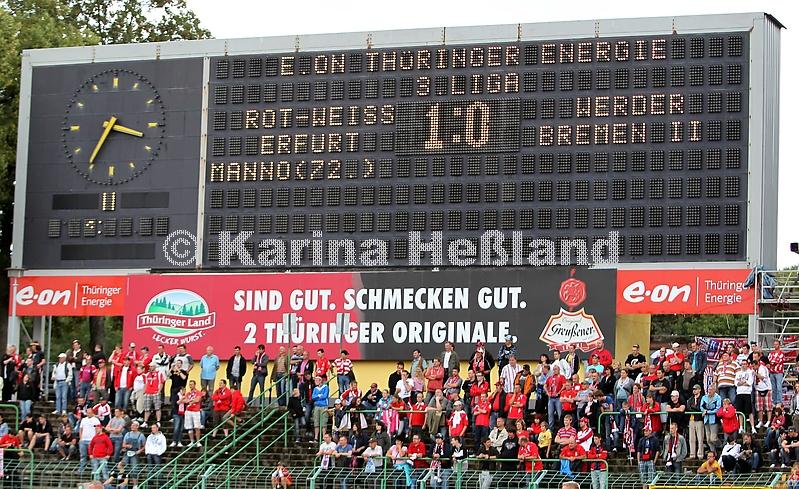 E.ON THÜRINGER ENERGIE
3.LIGA
ROT-WEISS 1:0 WERDER
ERFURT BREMEN II
MANNO(72.)
© Karina Heßland
e·on Thüringer Energie
Thüringer Land
LECKER WURST.
SIND GUT. SCHMECKEN GUT.
2 THÜRINGER ORIGINALE.
Greußener
e·on Thüringer Energie